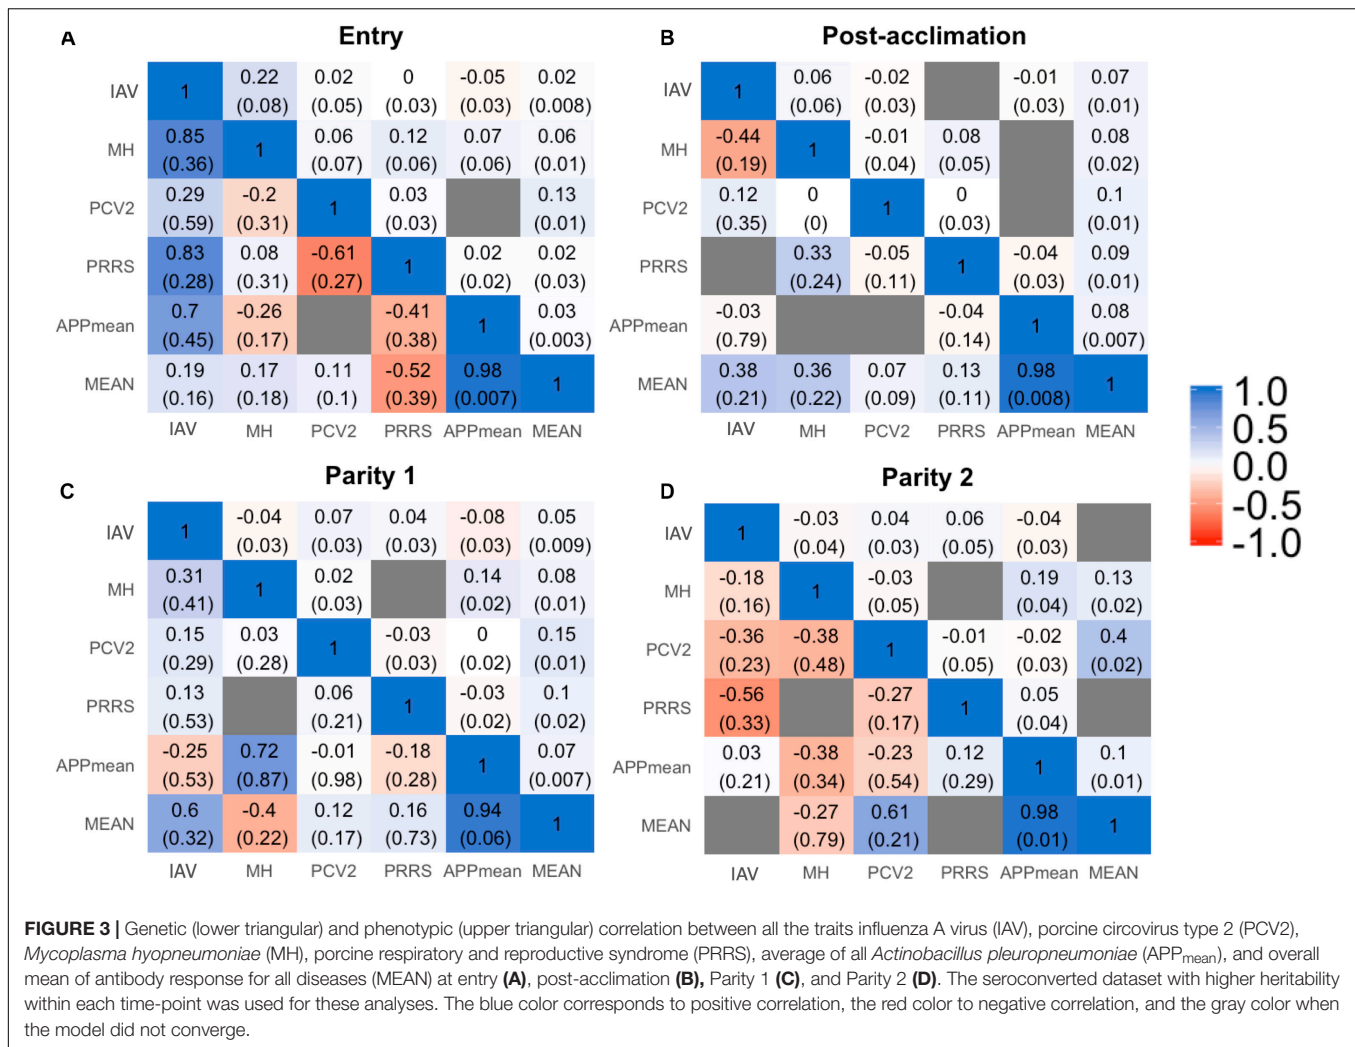 A Entry
IAV 1 0.22 0.02 0 -0.05 0.02
(0.08) (0.05) (0.03) (0.03) (0.008)
MH 0.85 1 0.06 0.12 0.07 0.06
(0.36) (0.07) (0.06) (0.06) (0.01)
PCV2 0.29 -0.2 1 0.03 0.13
(0.59) (0.31) (0.03) (0.01)
PRRS 0.83 0.08 -0.61 1 0.02 0.02
(0.28) (0.31) (0.27) (0.02) (0.03)
APPmean 0.7 -0.26 -0.41 1 0.03
(0.45) (0.17) (0.38) (0.003)
MEAN 0.19 0.17 0.11 -0.52 0.98 1
(0.16) (0.18) (0.1) (0.39) (0.007)
IAV MH PCV2 PRRS APPmean MEAN
B Post-acclimation
IAV 1 0.06 -0.02 -0.01 0.07
(0.06) (0.03) (0.03) (0.01)
MH -0.44 1 -0.01 0.08 0.08
(0.19) (0.04) (0.05) (0.02)
PCV2 0.12 0 1 0 0.1
(0.35) (0) (0.03) (0.01)
PRRS 0.33 -0.05 1 -0.04 0.09
(0.24) (0.11) (0.03) (0.01)
APPmean -0.03 -0.04 1 0.08
(0.79) (0.14) (0.007)
MEAN 0.38 0.36 0.07 0.13 0.98 1
(0.21) (0.22) (0.09) (0.11) (0.008)
IAV MH PCV2 PRRS APPmean MEAN
1.0
0.5
0.0
-0.5
-1.0
C Parity 1
IAV 1 -0.04 0.07 0.04 -0.08 0.05
(0.03) (0.03) (0.03) (0.03) (0.009)
MH 0.31 1 0.02 0.14 0.08
(0.41) (0.03) (0.02) (0.01)
PCV2 0.15 0.03 1 -0.03 0 0.15
(0.29) (0.28) (0.03) (0.02) (0.01)
PRRS 0.13 0.06 1 -0.03 0.1
(0.53) (0.21) (0.02) (0.02)
APPmean -0.25 0.72 -0.01 -0.18 1 0.07
(0.53) (0.87) (0.98) (0.28) (0.007)
MEAN 0.6 -0.4 0.12 0.16 0.94 1
(0.32) (0.22) (0.17) (0.73) (0.06)
IAV MH PCV2 PRRS APPmean MEAN
D Parity 2
IAV 1 -0.03 0.04 0.06 -0.04
(0.04) (0.03) (0.05) (0.03)
MH -0.18 1 -0.03 0.19 0.13
(0.16) (0.05) (0.04) (0.02)
PCV2 -0.36 -0.38 1 -0.01 -0.02 0.4
(0.23) (0.48) (0.05) (0.03) (0.02)
PRRS -0.56 -0.27 1 0.05
(0.33) (0.17) (0.04)
APPmean 0.03 -0.38 -0.23 0.12 1 0.1
(0.21) (0.34) (0.54) (0.29) (0.01)
MEAN -0.27 0.61 0.98 1
(0.79) (0.21) (0.01)
IAV MH PCV2 PRRS APPmean MEAN
FIGURE 3 | Genetic (lower triangular) and phenotypic (upper triangular) correlation between all the traits influenza A virus (IAV), porcine circovirus type 2 (PCV2),
Mycoplasma hyopneumoniae (MH), porcine respiratory and reproductive syndrome (PRRS), average of all Actinobacillus pleuropneumoniae (APPmean), and overall
mean of antibody response for all diseases (MEAN) at entry (A), post-acclimation (B), Parity 1 (C), and Parity 2 (D). The seroconverted dataset with higher heritability
within each time-point was used for these analyses. The blue color corresponds to positive correlation, the red color to negative correlation, and the gray color when
the model did not converge.